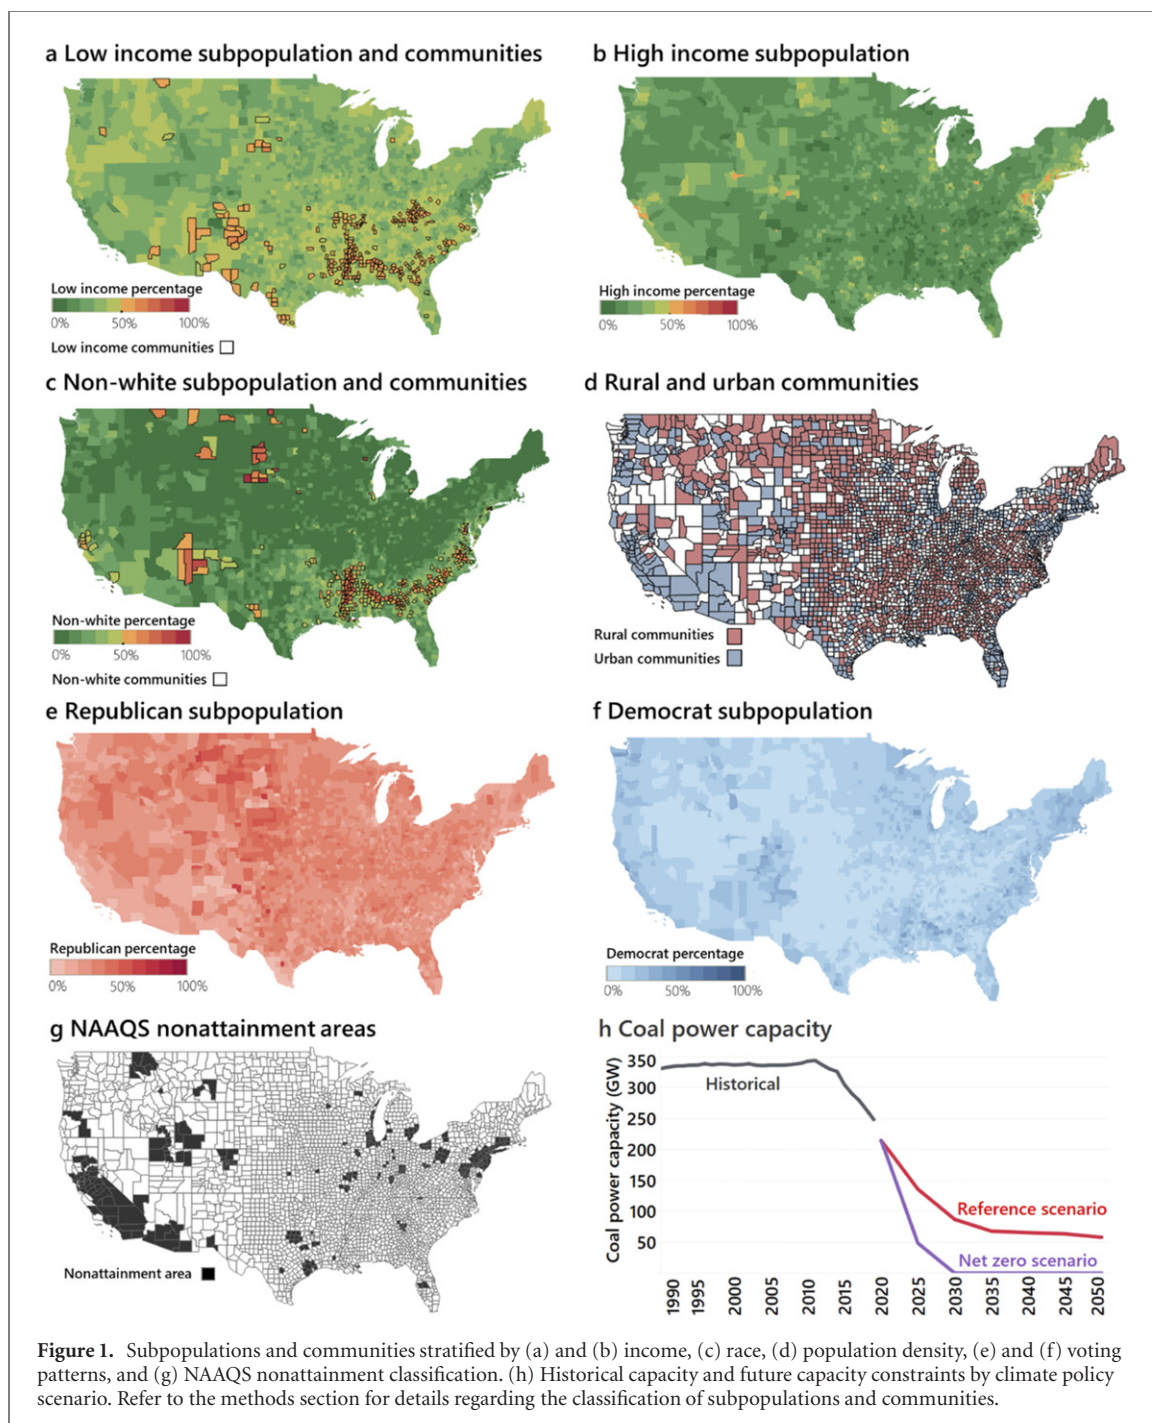 a Low income subpopulation and communities
Low income percentage
0% 50% 100%
Low income communities
b High income subpopulation
High income percentage
0% 50% 100%
c Non-white subpopulation and communities
Non-white percentage
0% 50% 100%
Non-white communities
d Rural and urban communities
Rural communities
Urban communities
e Republican subpopulation
Republican percentage
0% 50% 100%
f Democrat subpopulation
Democrat percentage
0% 50% 100%
g NAAQS nonattainment areas
Nonattainment area
h Coal power capacity
Coal power capacity (GW)
350
300
250
200
150
100
50
Historical
Reference scenario
Net zero scenario
1990 1995 2000 2005 2010 2015 2020 2025 2030 2035 2040 2045 2050
Figure 1. Subpopulations and communities stratified by (a) and (b) income, (c) race, (d) population density, (e) and (f) voting
patterns, and (g) NAAQS nonattainment classification. (h) Historical capacity and future capacity constraints by climate policy
scenario. Refer to the methods section for details regarding the classification of subpopulations and communities.